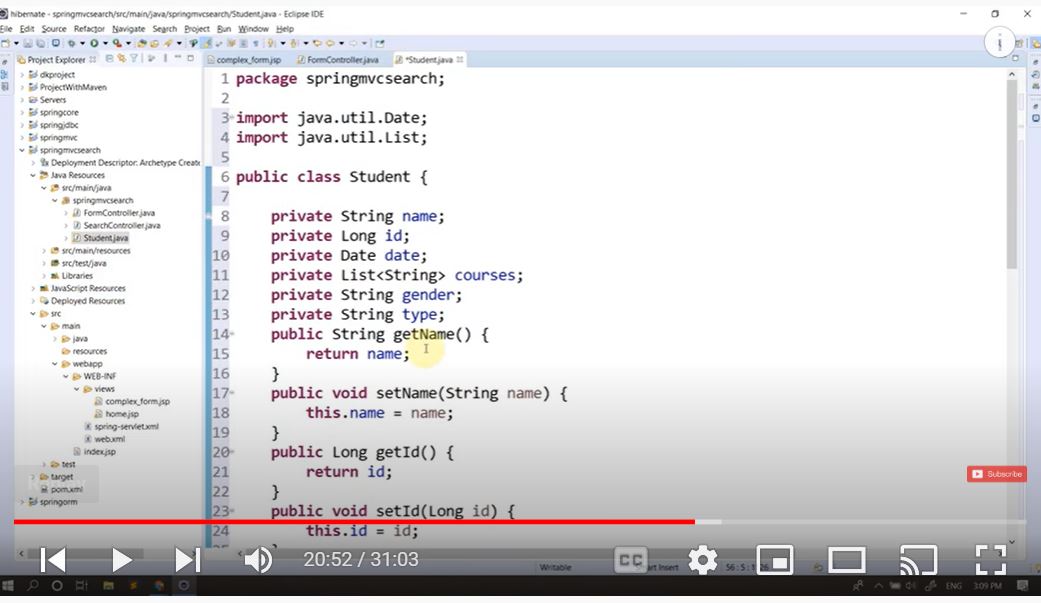 hibernate - springmvcsearch/src/main/java/springmvcsearch/Student.java - Eclipse IDE
File Edit Source Refactor Navigate Search Project Run Window Help
Project Explorer
complex_form.jsp FormController.java *Student.java
dkproject
ProjectWithMaven
Servers
springcore
springjdbc
springmvc
springmvcsearch
Deployment Descriptor: Archetype Create
Java Resources
src/main/java
springmvcsearch
FormController.java
SearchController.java
Student.java
src/main/resources
src/test/java
Libraries
JavaScript Resources
Deployed Resources
src
main
java
resources
webapp
WEB-INF
views
complex_form.jsp
home.jsp
spring-servlet.xml
web.xml
index.jsp
test
target
pom.xml
springorm
1 package springmvcsearch;
2
3 import java.util.Date;
4 import java.util.List;
5
6 public class Student {
7
8 private String name;
9 private Long id;
10 private Date date;
11 private List<String> courses;
12 private String gender;
13 private String type;
14 public String getName() {
15 return name;
16 }
17 public void setName(String name) {
18 this.name = name;
19 }
20 public Long getId() {
21 return id;
22 }
23 public void setId(Long id) {
24 this.id = id;
Subscribe
20:52 / 31:03
CC
Writable
Insert
ENG 3:09 PM